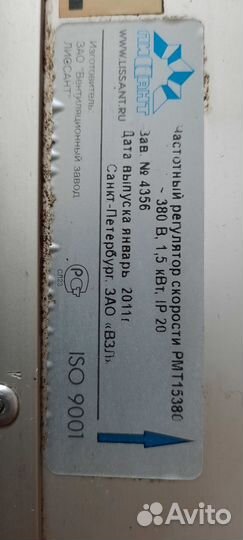 ЛИССАНТ
WWW.LISSANT.RU
Изготовитель:
ЗАО "Вентиляционный завод
ЛИССАНТ"
Частотный регулятор скорости РМТ15380
~ 380 В, 1,5 кВт, IP 20
Зав. № 4356
Дата выпуска январь 2011г
Санкт-Петербург. ЗАО «ВЗЛ»
ISO 9001
Avito